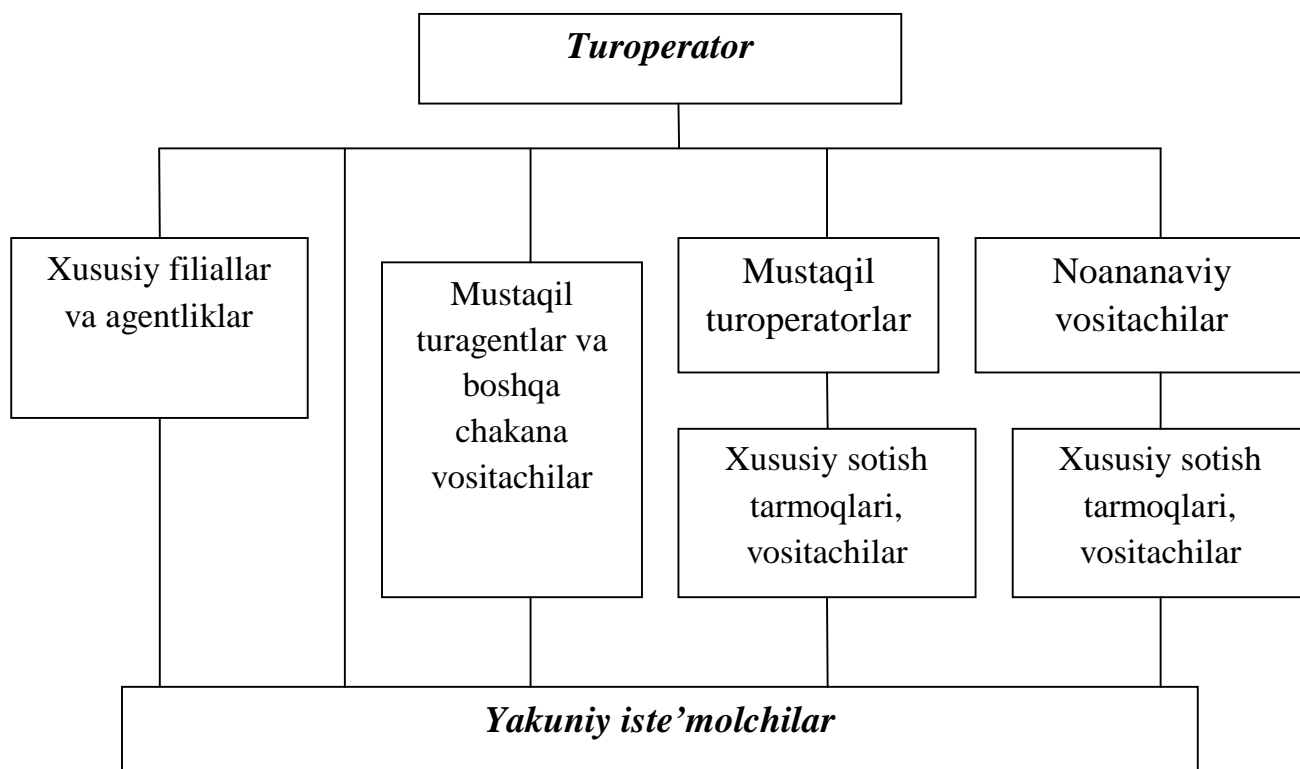 Turoperator
Xususiy filiallar
va agentliklar
Mustaqil
turagentlar va
boshqa
chakana
vositachilar
Mustaqil
turoperatorlar
Noananaviy
vositachilar
Xususiy sotish
tarmoqlari,
vositachilar
Xususiy sotish
tarmoqlari,
vositachilar
Yakuniy iste’molchilar